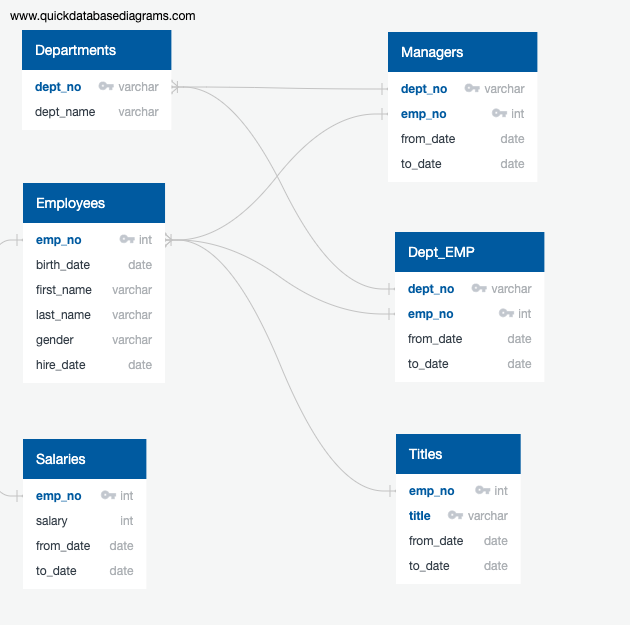 www.quickdatabasediagrams.com
Departments
dept_no varchar
dept_name varchar
Managers
dept_no varchar
emp_no int
from_date date
to_date date
Employees
emp_no int
birth_date date
first_name varchar
last_name varchar
gender varchar
hire_date date
Dept_EMP
dept_no varchar
emp_no int
from_date date
to_date date
Salaries
emp_no int
salary int
from_date date
to_date date
Titles
emp_no int
title varchar
from_date date
to_date date